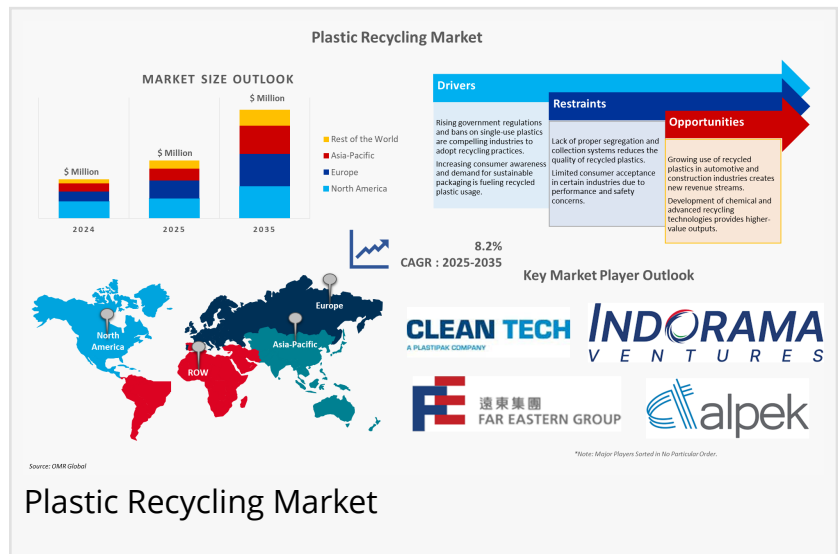 Plastic Recycling Market
MARKET SIZE OUTLOOK
$ Million
$ Million
$ Million
Rest of the World
Asia-Pacific
Europe
North America
2024
2025
2035
Drivers
Rising government regulations
and bans on single-use plastics
are compelling industries to
adopt recycling practices.
Increasing consumer awareness
and demand for sustainable
packaging is fueling recycled
plastic usage.
Restraints
Lack of proper segregation and
collection systems reduces the
quality of recycled plastics.
Limited consumer acceptance
in certain industries due to
performance and safety
concerns.
Opportunities
Growing use of recycled
plastics in automotive and
construction industries creates
new revenue streams.
Development of chemical and
advanced recycling
technologies provides higher-
value outputs.
8.2%
CAGR : 2025-2035
North
America
Europe
Asia-Pacific
ROW
Key Market Player Outlook
CLEAN TECH
A PLASTIPAK COMPANY
INDORAMA
VENTURES
遠東集團
FAR EASTERN GROUP
alpek
*Note: Major Players Sorted in No Particular Order.
Source: OMR Global
Plastic Recycling Market